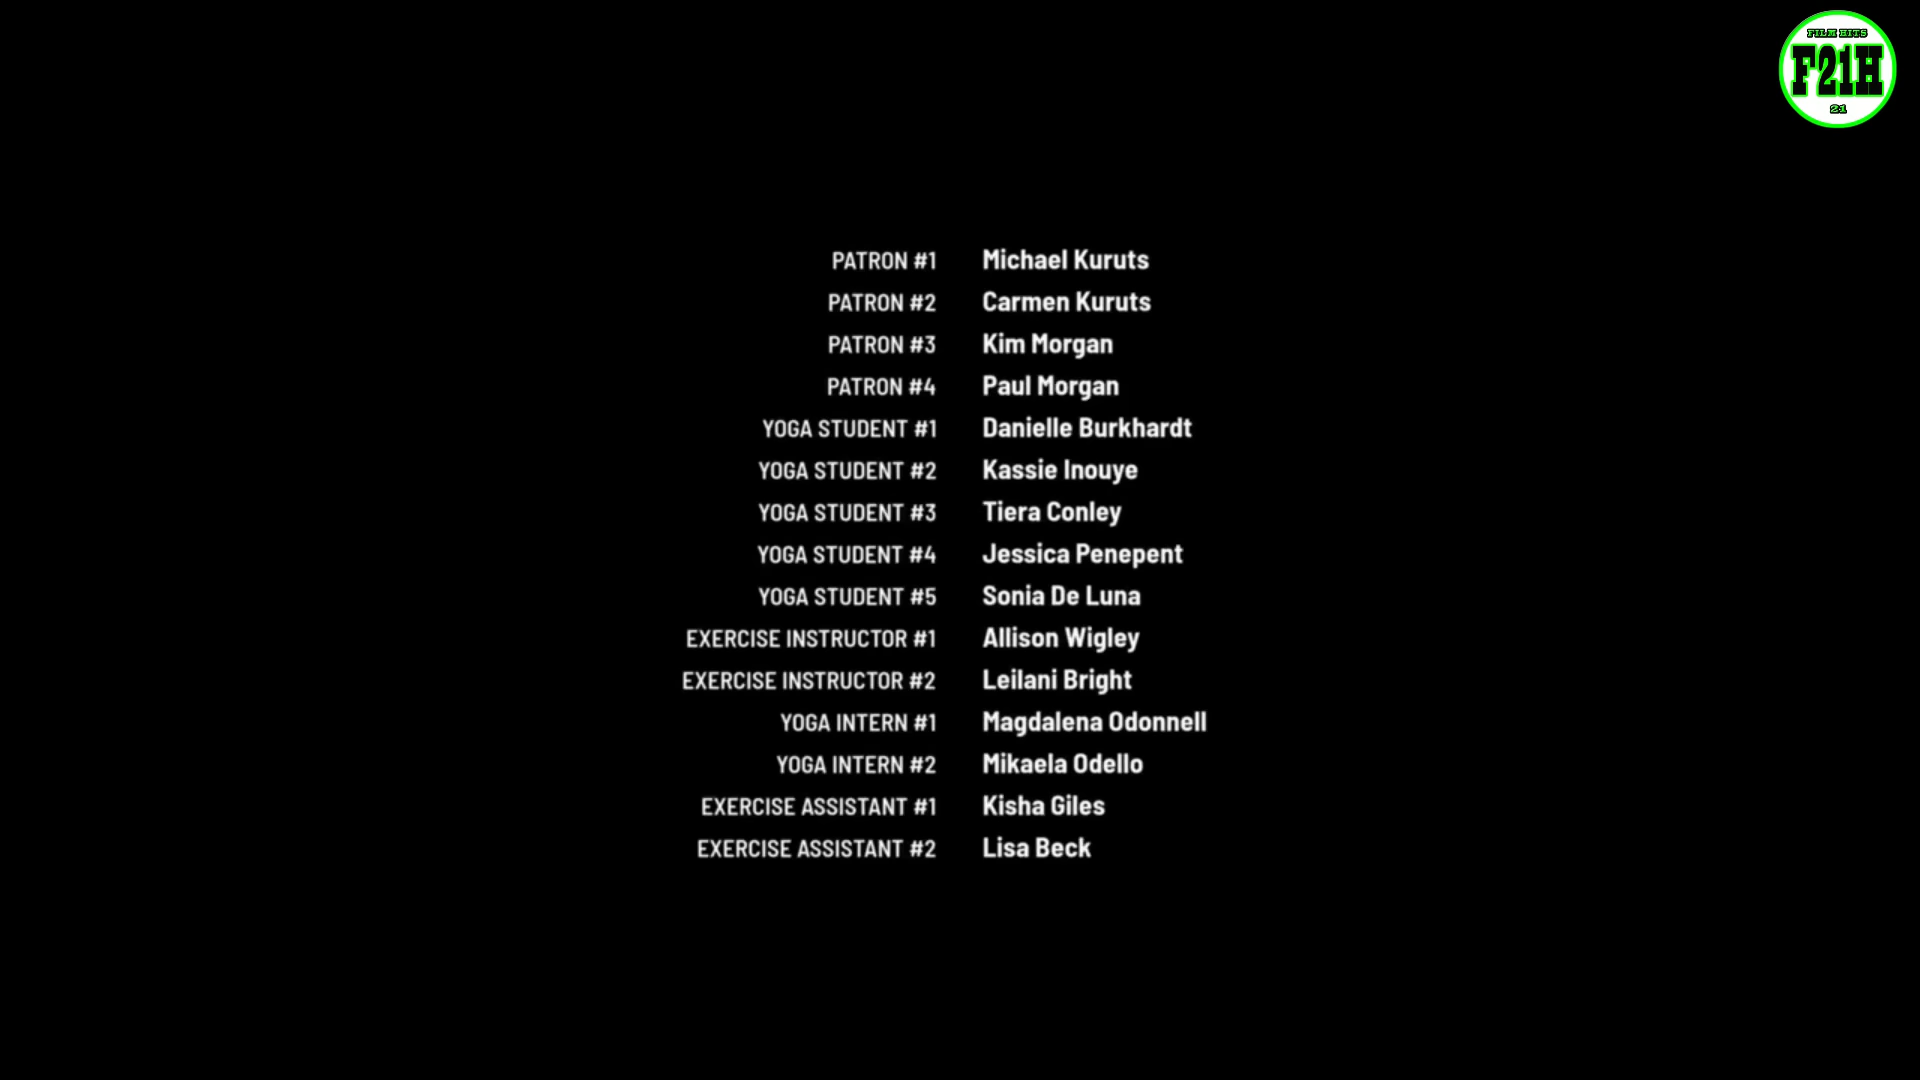 FILM HITS
F21H
21
PATRON #1 Michael Kuruts
PATRON #2 Carmen Kuruts
PATRON #3 Kim Morgan
PATRON #4 Paul Morgan
YOGA STUDENT #1 Danielle Burkhardt
YOGA STUDENT #2 Kassie Inouye
YOGA STUDENT #3 Tiera Conley
YOGA STUDENT #4 Jessica Penepent
YOGA STUDENT #5 Sonia De Luna
EXERCISE INSTRUCTOR #1 Allison Wigley
EXERCISE INSTRUCTOR #2 Leilani Bright
YOGA INTERN #1 Magdalena Odonnell
YOGA INTERN #2 Mikaela Odello
EXERCISE ASSISTANT #1 Kisha Giles
EXERCISE ASSISTANT #2 Lisa Beck